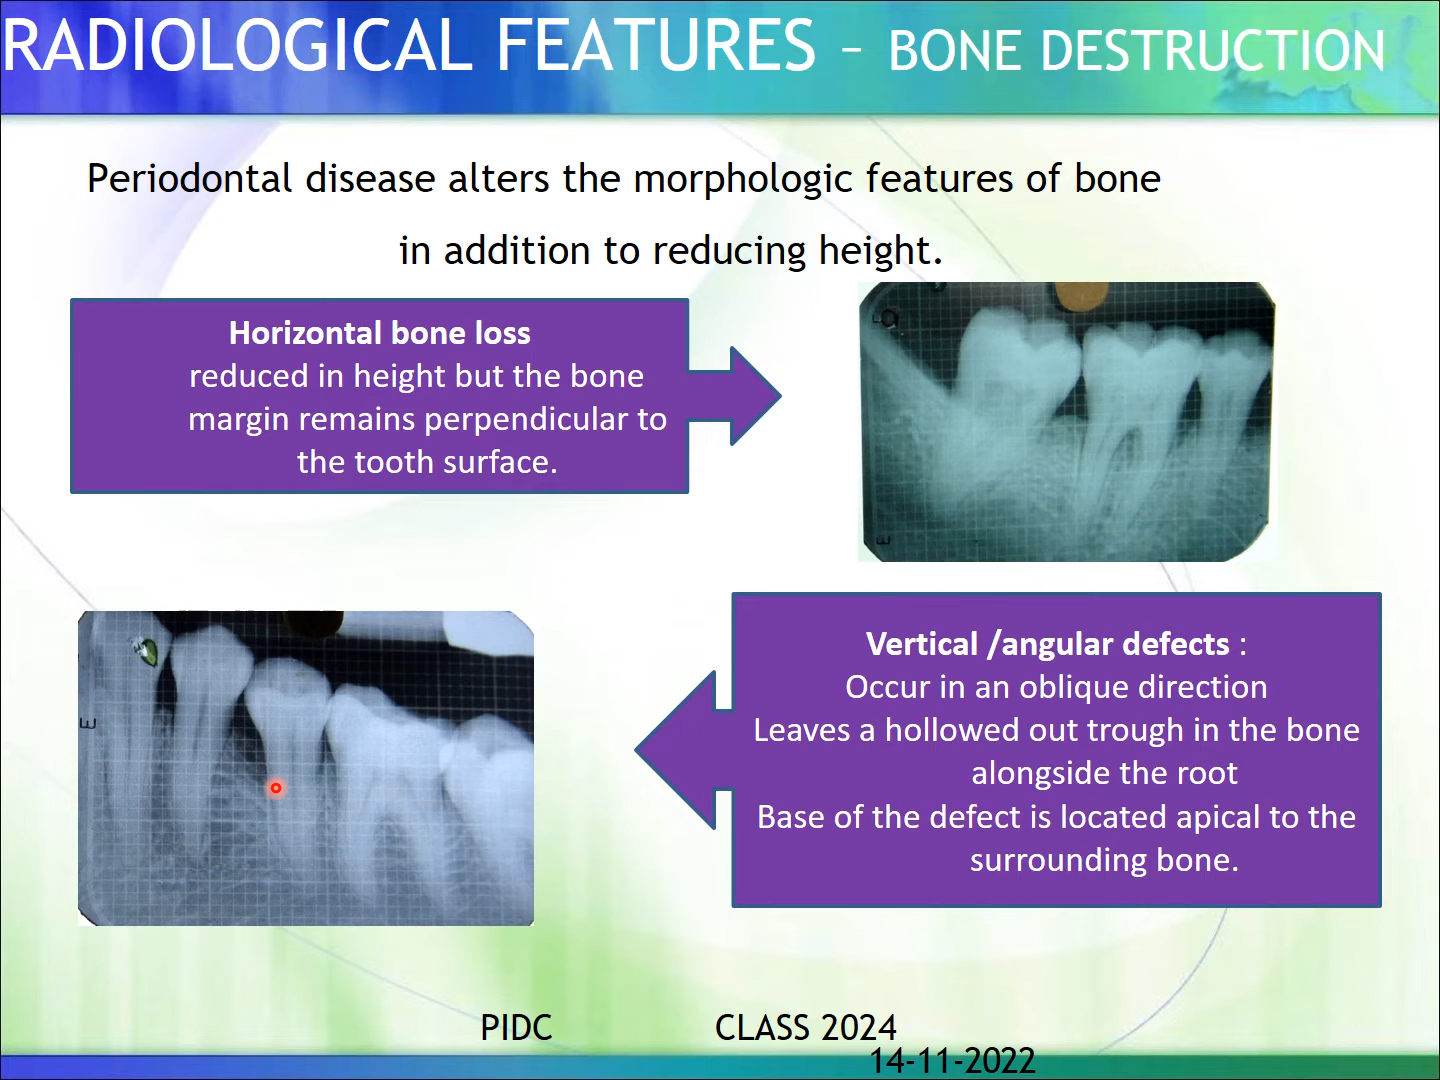 RADIOLOGICAL FEATURES – BONE DESTRUCTION
Periodontal disease alters the morphologic features of bone
in addition to reducing height.
Horizontal bone loss
reduced in height but the bone
margin remains perpendicular to
the tooth surface.
E
E
Vertical /angular defects :
Occur in an oblique direction
Leaves a hollowed out trough in the bone
alongside the root
Base of the defect is located apical to the
surrounding bone.
PIDC CLASS 2024
14-11-2022